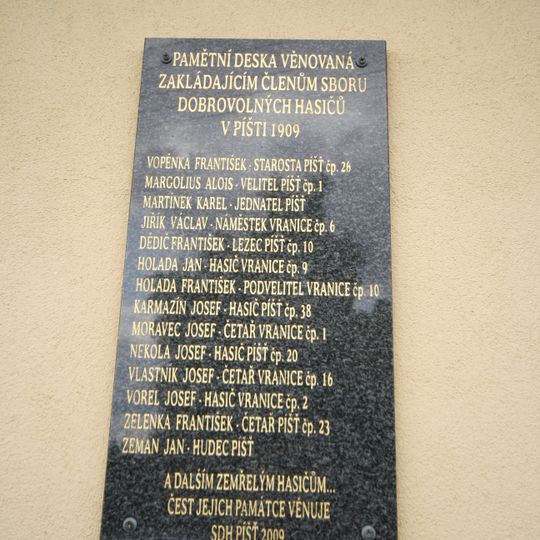 PAMĚTNÍ DESKA VĚNOVANÁ
ZAKLÁDAJÍCÍM ČLENŮM SBORU
DOBROVOLNÝCH HASIČŮ
V PÍŠTI 1909
VOPĚNKA FRANTIŠEK - STAROSTA PÍŠŤ čp. 26
MARGOLIUS ALOIS - VELITEL PÍŠŤ čp. 1
MARTÍNEK KAREL - JEDNATEL PÍŠŤ
JIŘÍK VÁCLAV - NÁMĚSTEK VRANICE čp. 6
DĚDIČ FRANTIŠEK - LEZEC PÍŠŤ čp. 10
HOLADA JAN - HASIČ VRANICE čp. 9
HOLADA FRANTIŠEK - PODVELITEL VRANICE čp. 10
KARMAZÍN JOSEF - HASIČ PÍŠŤ čp. 38
MORAVEC JOSEF - ČETAŘ VRANICE čp. 1
NEKOLA JOSEF - HASIČ PÍŠŤ čp. 20
VLASTNÍK JOSEF - ČETAŘ VRANICE čp. 16
VOREL JOSEF - HASIČ VRANICE čp. 2
ZELENKA FRANTIŠEK - ČETAŘ PÍŠŤ čp. 23
ZEMAN JAN - HUDEC PÍŠŤ
A DALŠÍM ZEMŘELÝM HASIČŮM...
ČEST JEJICH PAMÁTCE VĚNUJE
SDH PÍŠŤ 2009